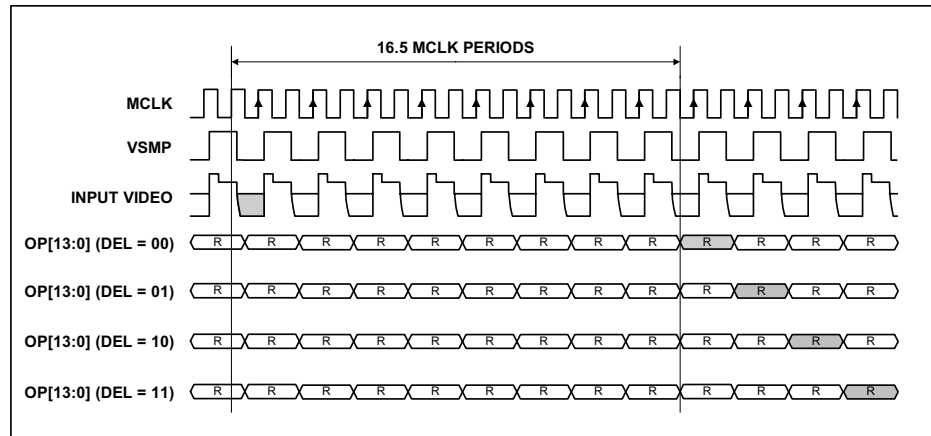 16.5 MCLK PERIODS
MCLK
VSMP
INPUT VIDEO
OP[13:0] (DEL = 00) R R R R R R R R R R R R R
OP[13:0] (DEL = 01) R R R R R R R R R R R R R
OP[13:0] (DEL = 10) R R R R R R R R R R R R R
OP[13:0] (DEL = 11) R R R R R R R R R R R R R